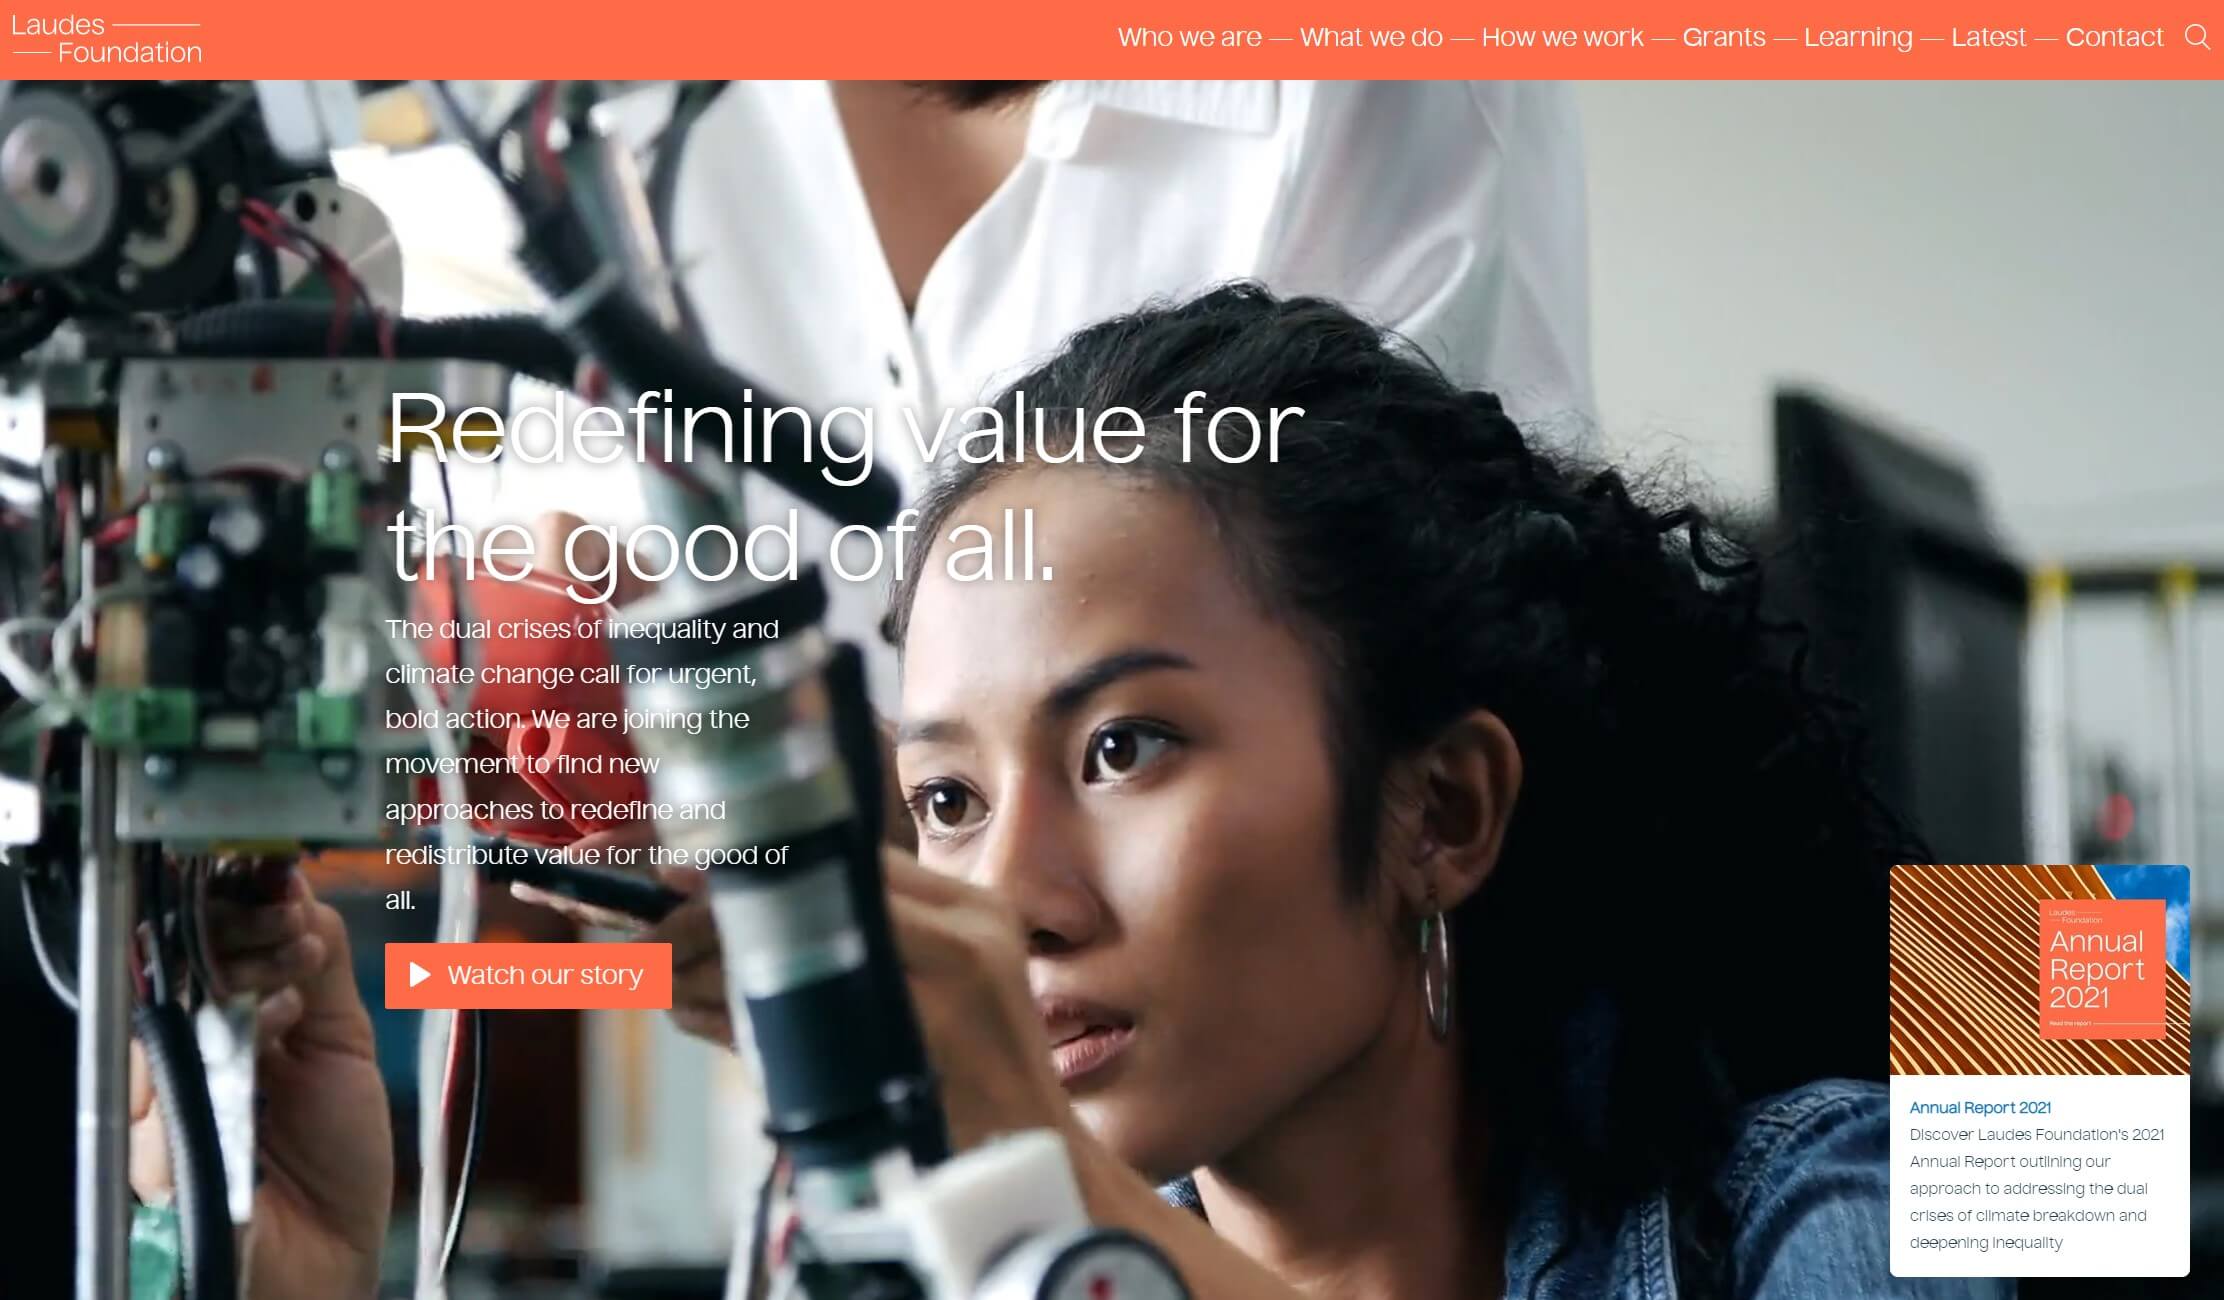 Laudes
Foundation
Who we are — What we do — How we work — Grants — Learning — Latest — Contact
Redefining value for
the good of all.
The dual crises of inequality and
climate change call for urgent,
bold action. We are joining the
movement to find new
approaches to redefine and
redistribute value for the good of
all.
Watch our story
Laudes
Foundation
Annual
Report
2021
Read the report
Annual Report 2021
Discover Laudes Foundation's 2021
Annual Report outlining our
approach to addressing the dual
crises of climate breakdown and
deepening inequality